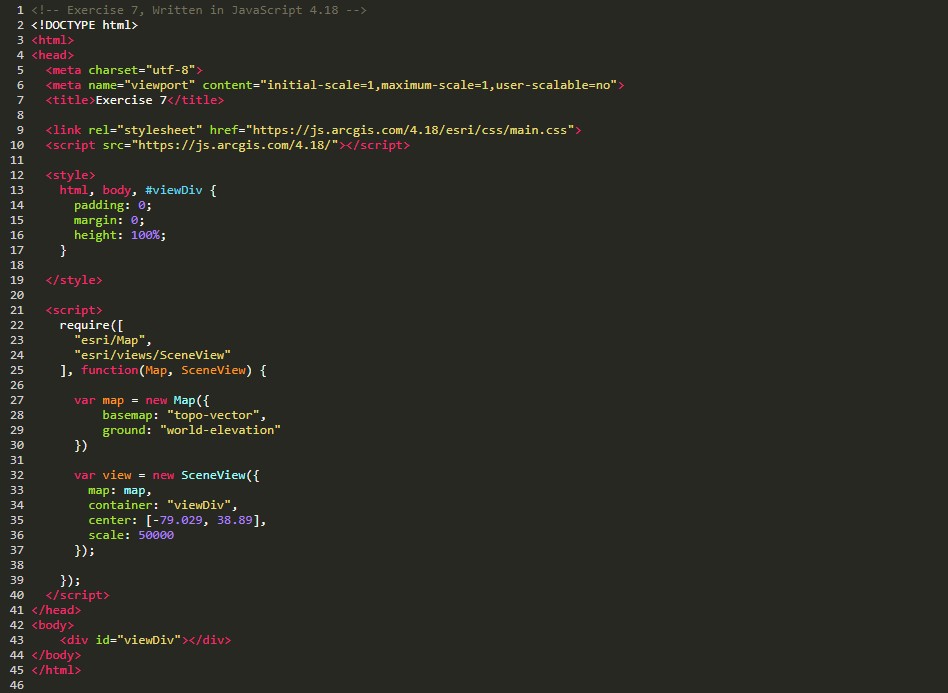 1 <!-- Exercise 7, Written in JavaScript 4.18 -->
2 <!DOCTYPE html>
3 <html>
4 <head>
5   <meta charset="utf-8">
6   <meta name="viewport" content="initial-scale=1,maximum-scale=1,user-scalable=no">
7   <title>Exercise 7</title>
8
9   <link rel="stylesheet" href="https://js.arcgis.com/4.18/esri/css/main.css">
10   <script src="https://js.arcgis.com/4.18/"></script>
11
12   <style>
13     html, body, #viewDiv {
14       padding: 0;
15       margin: 0;
16       height: 100%;
17     }
18
19   </style>
20
21   <script>
22     require([
23       "esri/Map",
24       "esri/views/SceneView"
25     ], function(Map, SceneView) {
26
27       var map = new Map({
28           basemap: "topo-vector",
29           ground: "world-elevation"
30       })
31
32       var view = new SceneView({
33         map: map,
34         container: "viewDiv",
35         center: [-79.029, 38.89],
36         scale: 50000
37       });
38
39     });
40   </script>
41 </head>
42 <body>
43     <div id="viewDiv"></div>
44 </body>
45 </html>
46